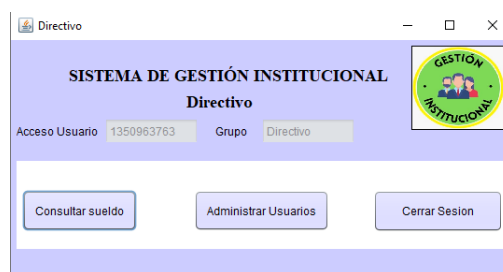 Directivo
SISTEMA DE GESTIÓN INSTITUCIONAL
Directivo
GESTIÓN
INSTITUCIONAL
Acceso Usuario 1350963763 Grupo Directivo
Consultar sueldo Administrar Usuarios Cerrar Sesion